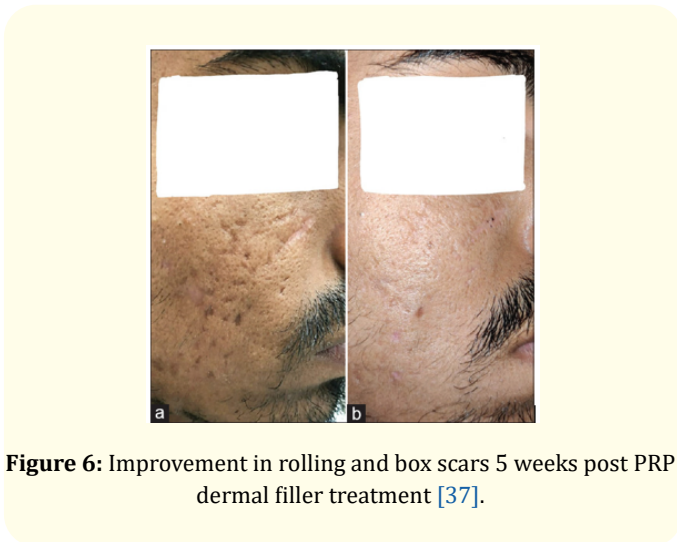 a b
Figure 6: Improvement in rolling and box scars 5 weeks post PRP
dermal filler treatment [37].